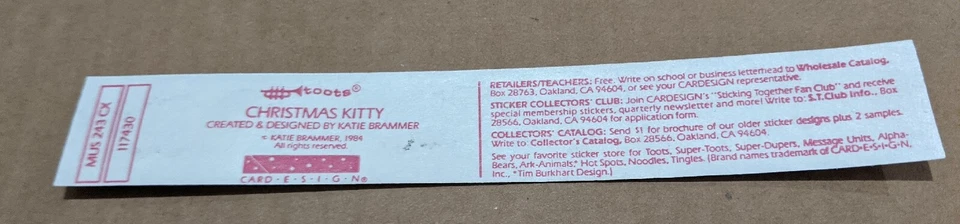 MUS 243 CX
117430
toots®
CHRISTMAS KITTY
CREATED & DESIGNED BY KATIE BRAMMER
© KATIE BRAMMER, 1984
All rights reserved.
CARD·E·S·I·G·N®
RETAILERS/TEACHERS: Free. Write on school or business letterhead to Wholesale Catalog,
Box 28763, Oakland, CA 94604, or see your CARDESIGN representative.
STICKER COLLECTORS' CLUB: Join CARDESIGN's "Sticking Together Fan Club" and receive
special membership stickers, quarterly newsletter and more! Write to: S.T.Club Info., Box
28566, Oakland, CA 94604 for application form.
COLLECTORS' CATALOG: Send $1 for brochure of our older sticker designs plus 2 samples.
Write to: Collector's Catalog, Box 28566, Oakland, CA 94604.
See your favorite sticker store for Toots, Super-Toots, Super-Dupers, Message Units, Alpha-
Bears, Ark-Animals,* Hot Spots, Noodles, Tingles. (Brand names trademark of CARD•E•S•I•G•N,
Inc., *Tim Burkhart Design.)